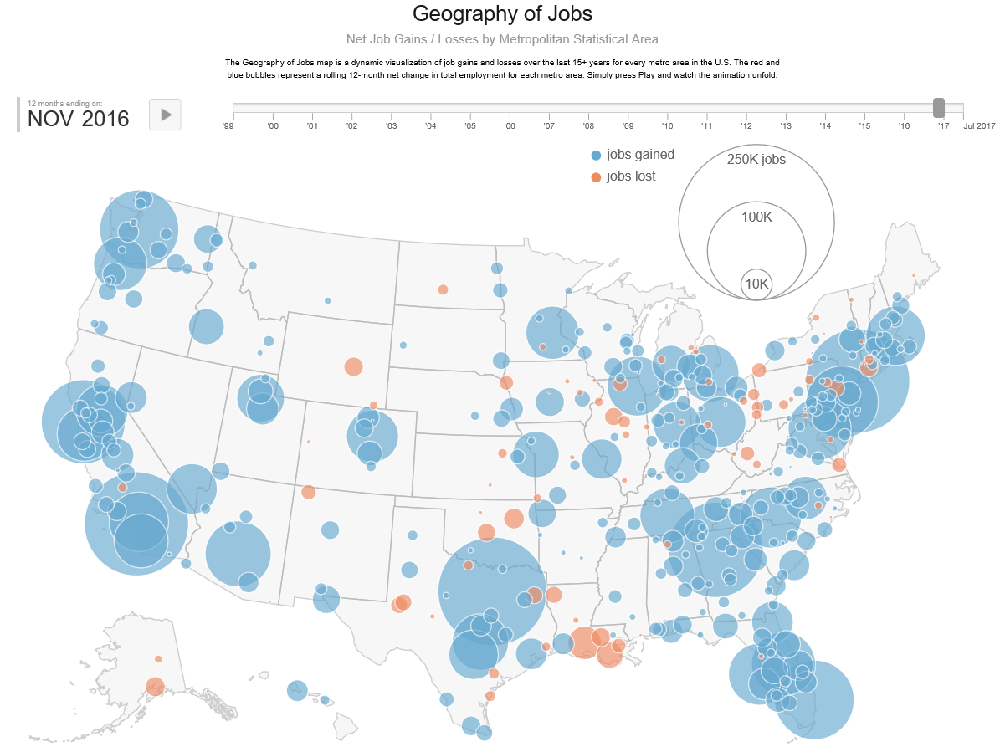 Geography of Jobs
Net Job Gains / Losses by Metropolitan Statistical Area
The Geography of Jobs map is a dynamic visualization of job gains and losses over the last 15+ years for every metro area in the U.S. The red and
blue bubbles represent a rolling 12-month net change in total employment for each metro area. Simply press Play and watch the animation unfold.
12 months ending on:
NOV 2016
'99 '00 '01 '02 '03 '04 '05 '06 '07 '08 '09 '10 '11 '12 '13 '14 '15 '16 '17 Jul 2017
jobs gained
jobs lost
250K jobs
100K
10K